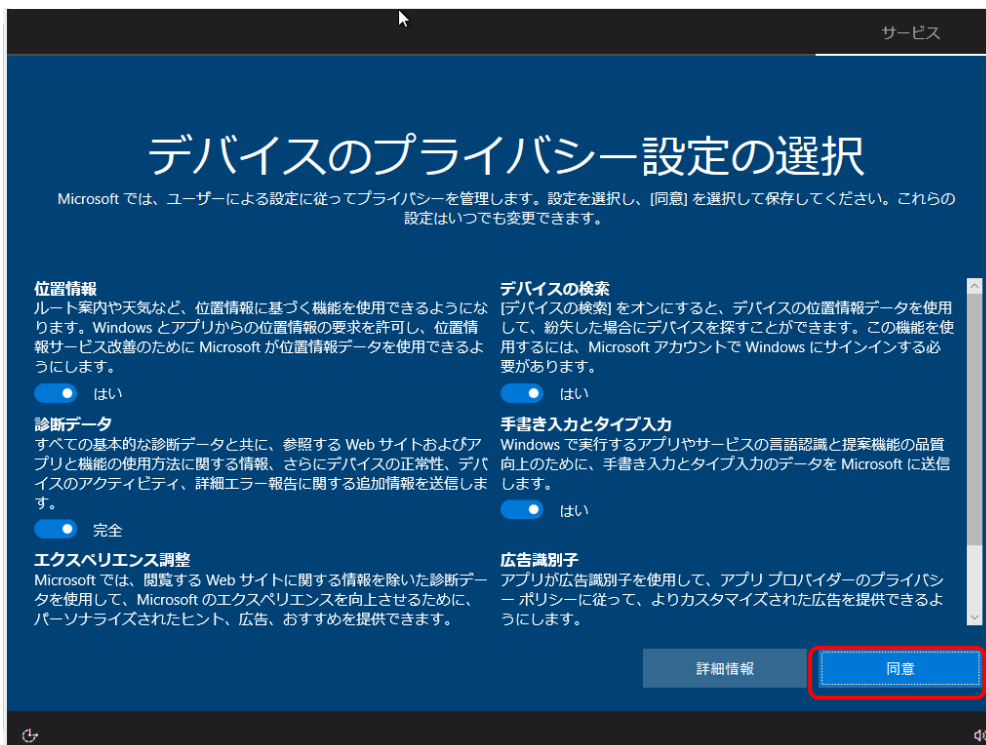 サービス
デバイスのプライバシー設定の選択
Microsoft では、ユーザーによる設定に従ってプライバシーを管理します。設定を選択し、[同意] を選択して保存してください。これらの
設定はいつでも変更できます。
位置情報
ルート案内や天気など、位置情報に基づく機能を使用できるようにな
ります。Windows とアプリからの位置情報の要求を許可し、位置情
報サービス改善のために Microsoft が位置情報データを使用できるよ
うにします。
はい
デバイスの検索
[デバイスの検索] をオンにすると、デバイスの位置情報データを使用
して、紛失した場合にデバイスを探すことができます。この機能を使
用するには、Microsoft アカウントで Windows にサインインする必
要があります。
はい
診断データ
すべての基本的な診断データと共に、参照する Web サイトおよびア
プリと機能の使用方法に関する情報、さらにデバイスの正常性、デバ
イスのアクティビティ、詳細エラー報告に関する追加情報を送信しま
す。
完全
手書き入力とタイプ入力
Windows で実行するアプリやサービスの言語認識と提案機能の品質
向上のために、手書き入力とタイプ入力のデータを Microsoft に送信
します。
はい
エクスペリエンス調整
Microsoft では、閲覧する Web サイトに関する情報を除いた診断デー
タを使用して、Microsoft のエクスペリエンスを向上させるために、
パーソナライズされたヒント、広告、おすすめを提供できます。
広告識別子
アプリが広告識別子を使用して、アプリ プロバイダーのプライバシ
ー ポリシーに従って、よりカスタマイズされた広告を提供できるよ
うにします。
詳細情報
同意